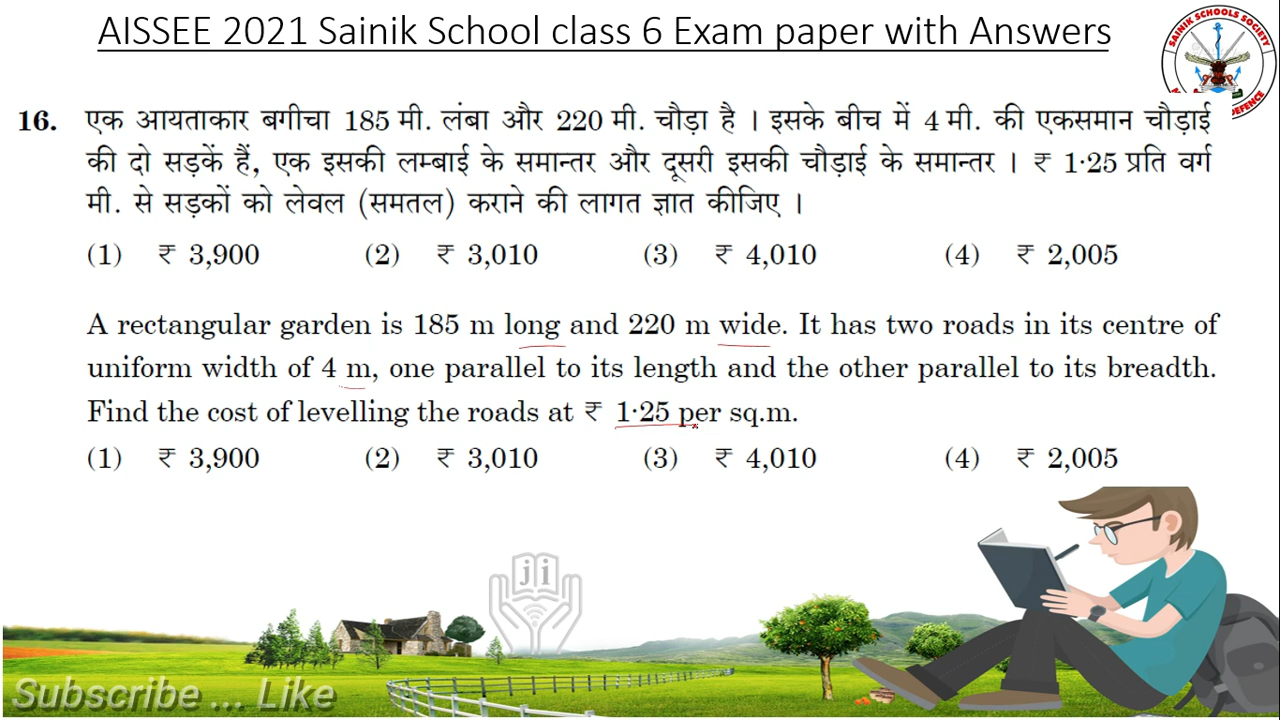 AISSEE 2021 Sainik School class 6 Exam paper with Answers
SAINIK SCHOOLS SOCIETY
16. एक आयताकार बगीचा 185 मी. लंबा और 220 मी. चौड़ा है । इसके बीच में 4 मी. की एकसमान चौड़ाई
की दो सड़कें हैं, एक इसकी लम्बाई के समान्तर और दूसरी इसकी चौड़ाई के समान्तर । ₹ 1·25 प्रति वर्ग
मी. से सड़कों को लेवल (समतल) कराने की लागत ज्ञात कीजिए ।
(1) ₹ 3,900 (2) ₹ 3,010 (3) ₹ 4,010 (4) ₹ 2,005
A rectangular garden is 185 m long and 220 m wide. It has two roads in its centre of
uniform width of 4 m, one parallel to its length and the other parallel to its breadth.
Find the cost of levelling the roads at ₹ 1·25 per sq.m.
(1) ₹ 3,900 (2) ₹ 3,010 (3) ₹ 4,010 (4) ₹ 2,005
ji
Subscribe ... Like